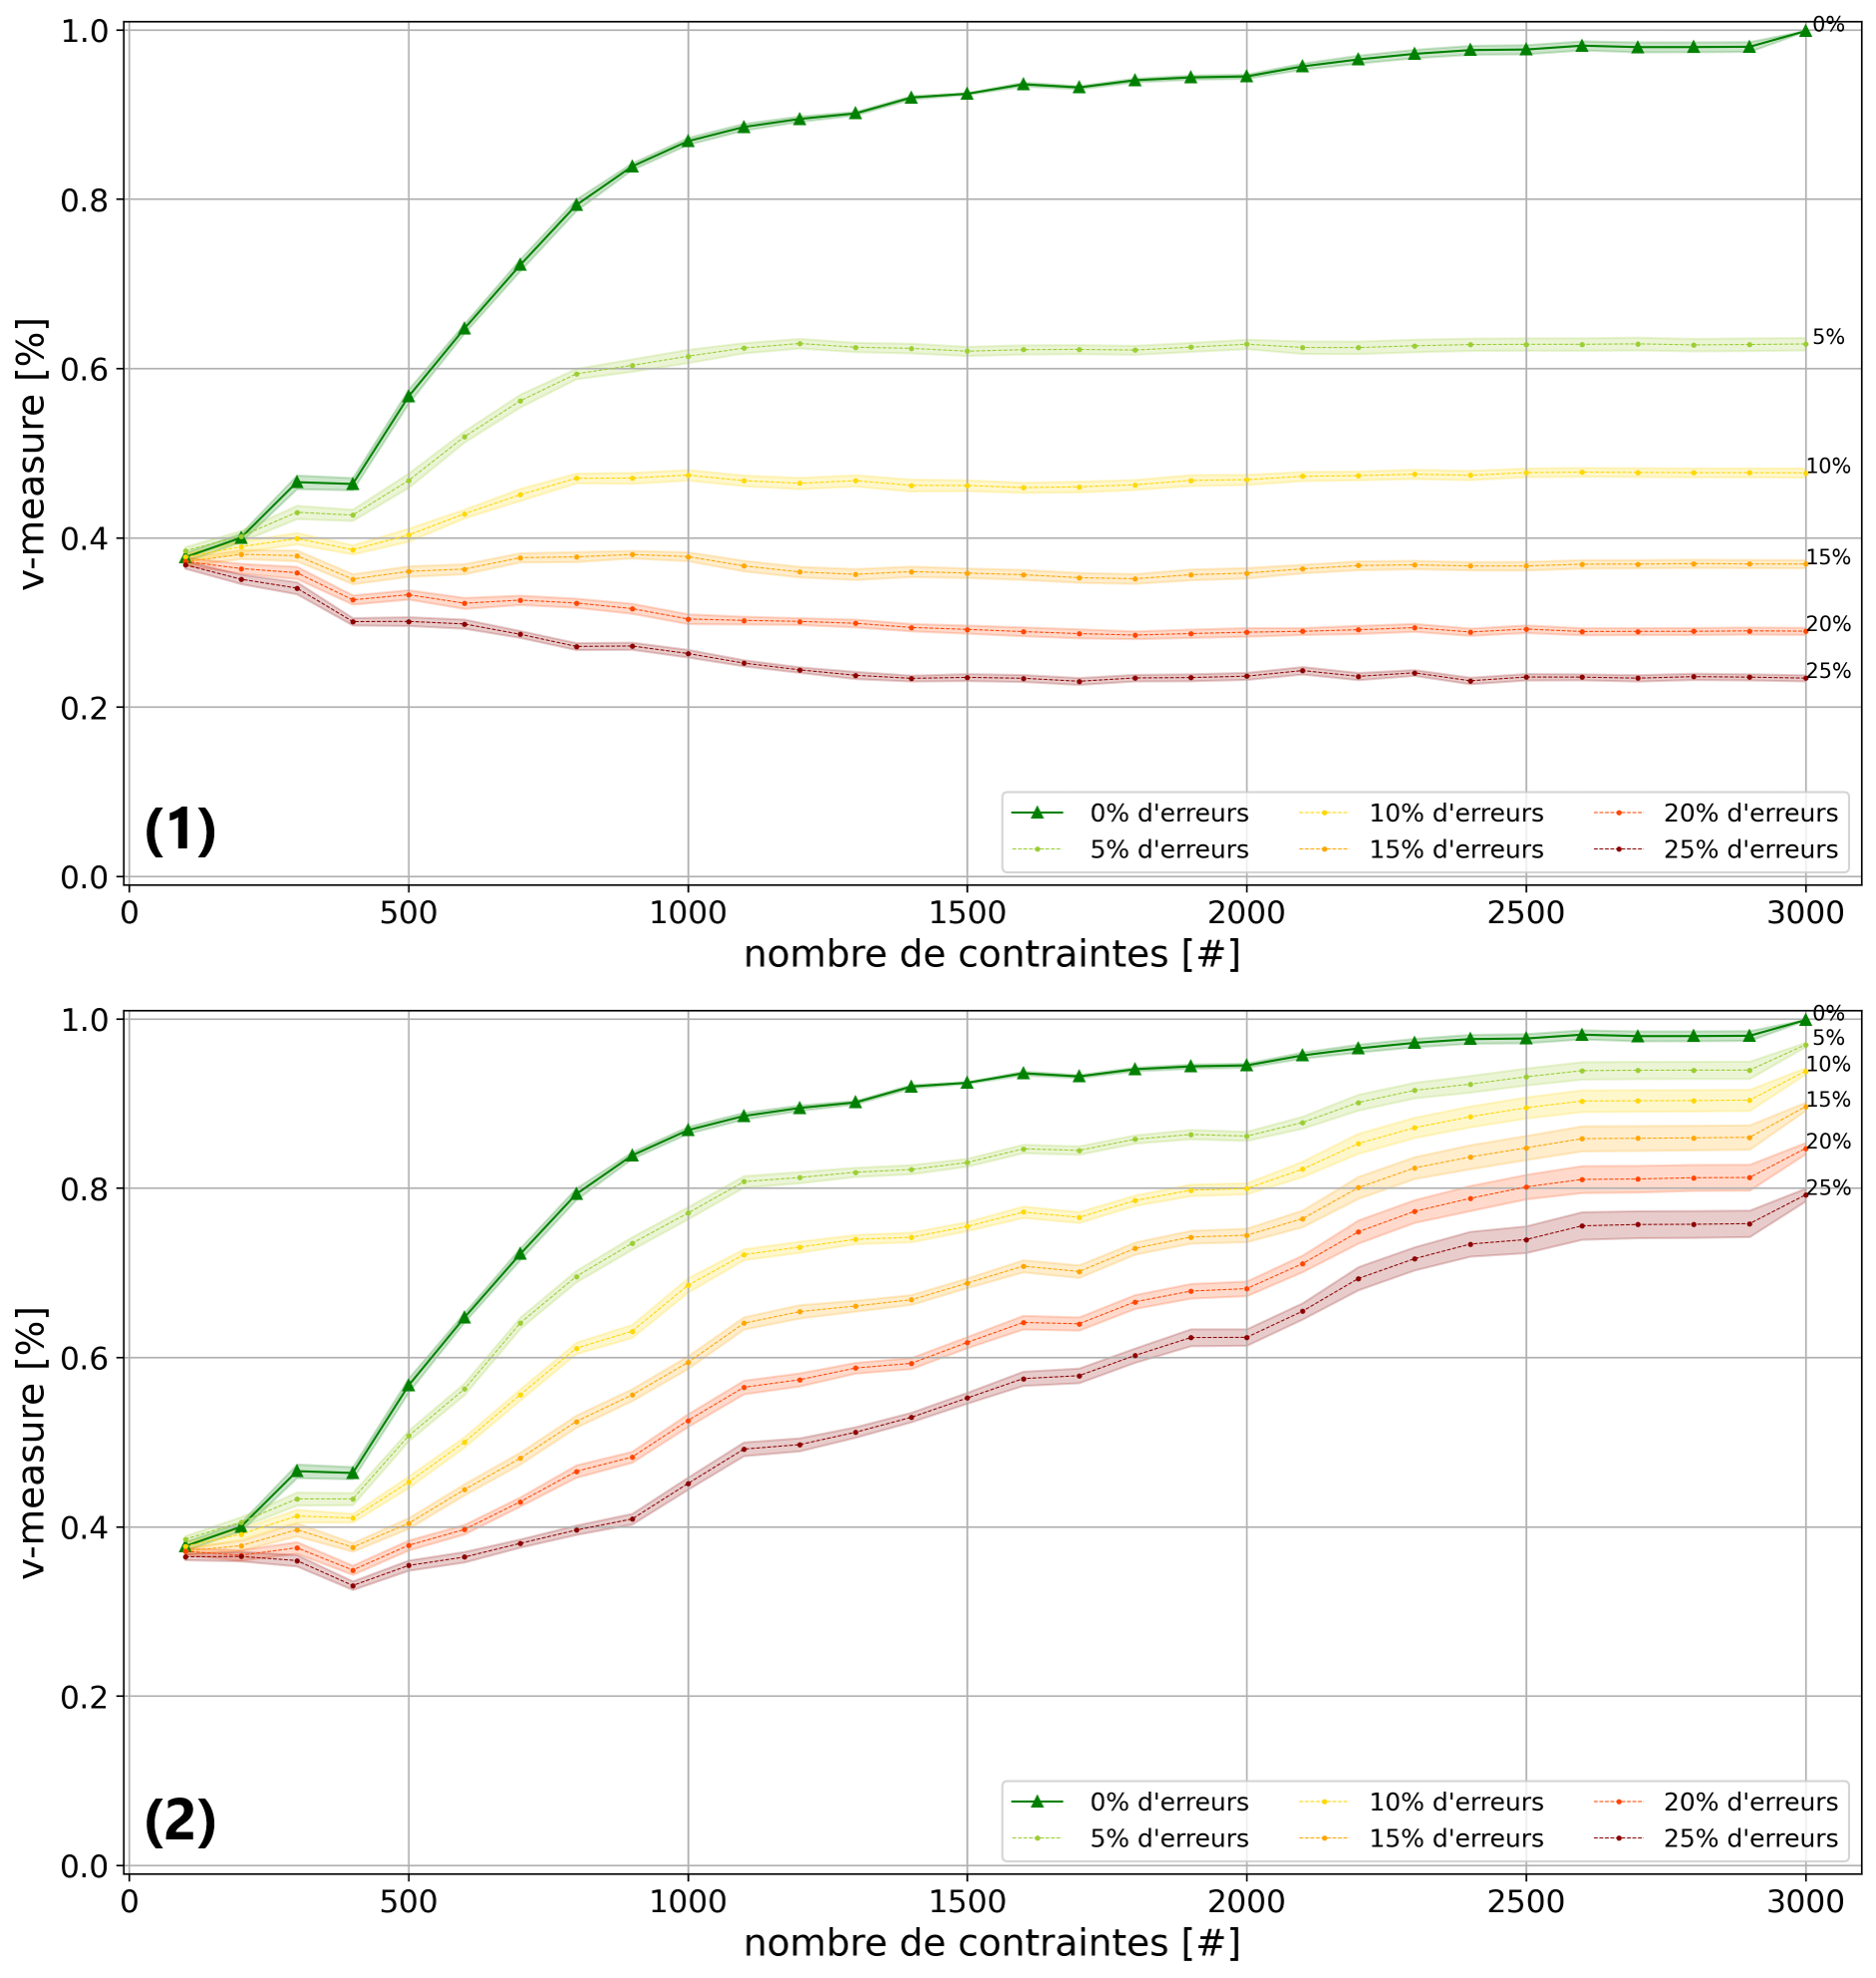 1.0
0.8
0.6
0.4
0.2
0.0
v-measure [%]
0%
5%
10%
15%
20%
25%
(1)
0% d'erreurs 10% d'erreurs 20% d'erreurs
5% d'erreurs 15% d'erreurs 25% d'erreurs
0 500 1000 1500 2000 2500 3000
nombre de contraintes [#]
1.0
0.8
0.6
0.4
0.2
0.0
v-measure [%]
0%
5%
10%
15%
20%
25%
(2)
0% d'erreurs 10% d'erreurs 20% d'erreurs
5% d'erreurs 15% d'erreurs 25% d'erreurs
0 500 1000 1500 2000 2500 3000
nombre de contraintes [#]